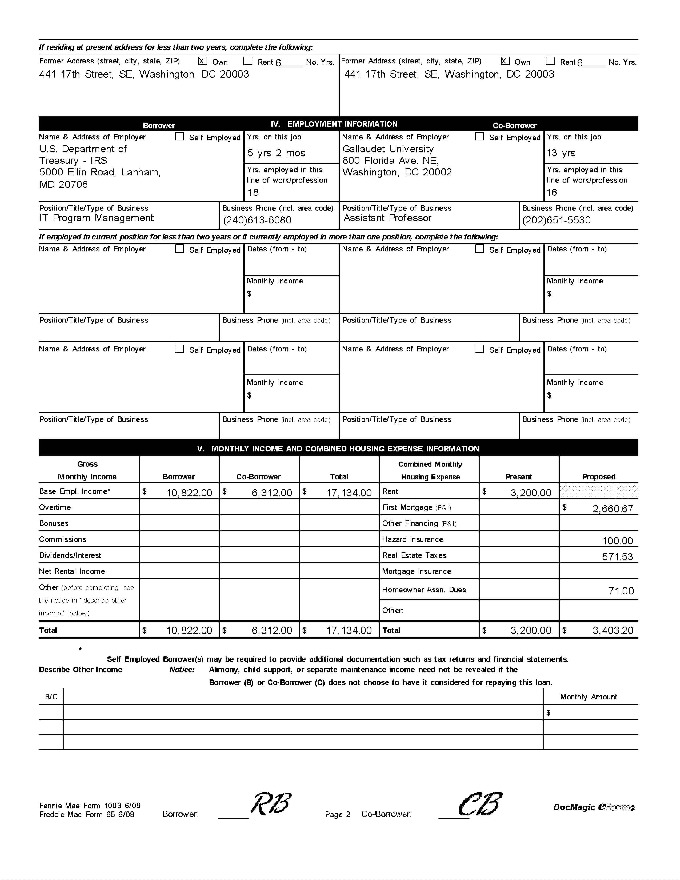 If residing at present address for less than two years, complete the following:
Former Address (street, city, state, ZIP) X Own Rent 6 No. Yrs. Former Address (street, city, state, ZIP) X Own Rent 6 No. Yrs.
441 17th Street, SE, Washington, DC 20003 441 17th Street, SE, Washington, DC 20003
Borrower IV. EMPLOYMENT INFORMATION Co-Borrower
Name & Address of Employer Self Employed Yrs. on this job Name & Address of Employer Self Employed Yrs. on this job
U.S. Department of Gallaudet University
Treasury - IRS 5 yrs 2 mos 800 Florida Ave. NE, 13 yrs
5000 Ellin Road, Lanham, Yrs. employed in this Washington, DC 20002 Yrs. employed in this
MD 20706 line of work/profession line of work/profession
18 16
Position/Title/Type of Business Business Phone (incl. area code) Position/Title/Type of Business Business Phone (incl. area code)
IT Program Management (240)613-6080 Assistant Professor (202)651-5530
If employed in current position for less than two years or if currently employed in more than one position, complete the following:
Name & Address of Employer Self Employed Dates (from - to) Name & Address of Employer Self Employed Dates (from - to)
Monthly Income Monthly Income
$ $
Position/Title/Type of Business Business Phone (incl. area code) Position/Title/Type of Business Business Phone (incl. area code)
Name & Address of Employer Self Employed Dates (from - to) Name & Address of Employer Self Employed Dates (from - to)
Monthly Income Monthly Income
$ $
Position/Title/Type of Business Business Phone (incl. area code) Position/Title/Type of Business Business Phone (incl. area code)
V. MONTHLY INCOME AND COMBINED HOUSING EXPENSE INFORMATION
Gross Combined Monthly
Monthly Income Borrower Co-Borrower Total Housing Expense Present Proposed
Base Empl. Income* $ 10,822.00 $ 6,312.00 $ 17,134.00 Rent $ 3,200.00
Overtime First Mortgage (P&I) $ 2,660.67
Bonuses Other Financing (P&I)
Commissions Hazard Insurance 100.00
Dividends/Interest Real Estate Taxes 571.53
Net Rental Income Mortgage Insurance
Other (before completing, see Homeowner Assn. Dues 71.00
the notice in "describe other
income" below.) Other:
Total $ 10,822.00 $ 6,312.00 $ 17,134.00 Total $ 3,200.00 $ 3,403.20
*
Self Employed Borrower(s) may be required to provide additional documentation such as tax returns and financial statements.
Describe Other Income Notice: Alimony, child support, or separate maintenance income need not be revealed if the
Borrower (B) or Co-Borrower (C) does not choose to have it considered for repaying this loan.
B/C Monthly Amount
$
Fannie Mae Form 1003 6/09
Freddie Mac Form 65 6/09 Borrower: RB Page 2 Co-Borrower: CB DocMagic